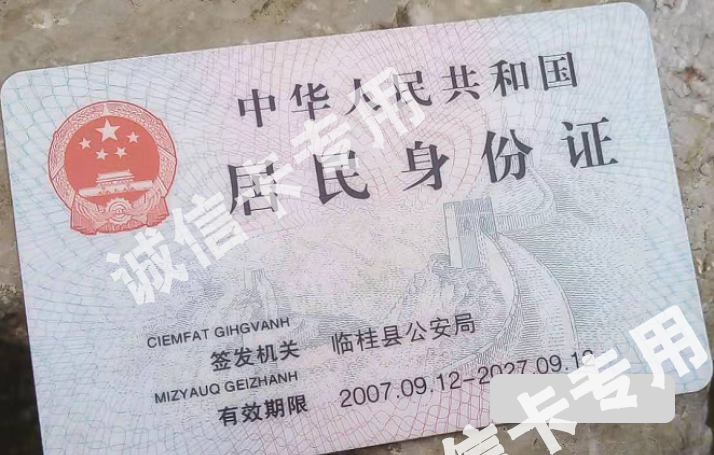 中华人民共和国
居民身份证
诚信卡专用
CIEMFAT GIHGVANH
签发机关 临桂县公安局
MIZYAUQ GEIZHANH
有效期限 2007.09.12-2027.09.12
信卡专用